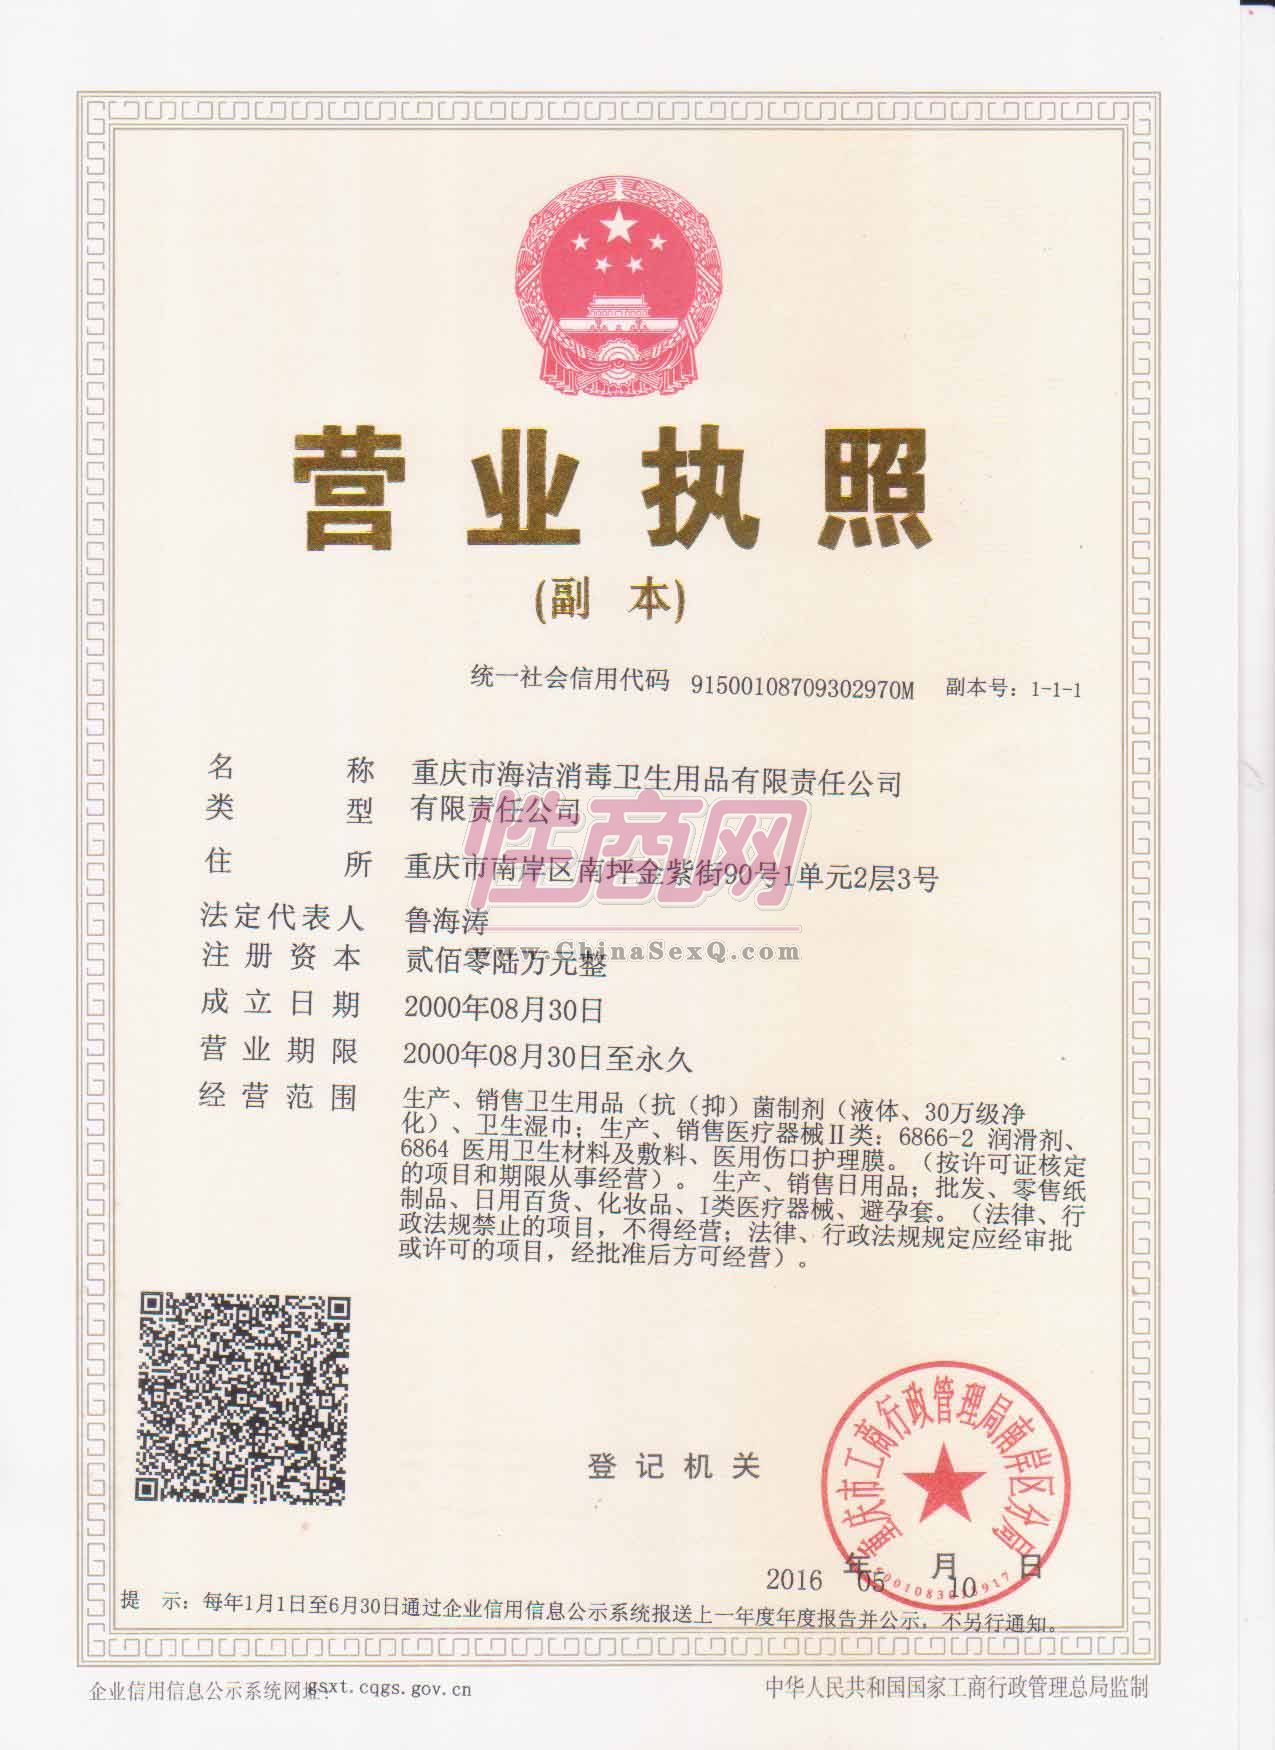 营业执照
(副 本)
统一社会信用代码 91500108709302970M 副本号：1-1-1
名称 重庆市海洁消毒卫生用品有限责任公司
类型 有限责任公司
住所 重庆市南岸区南坪金紫街90号1单元2层3号
法定代表人 鲁海涛
注册资本 贰佰零陆万元整
成立日期 2000年08月30日
营业期限 2000年08月30日至永久
经营范围 生产、销售卫生用品（抗（抑）菌制剂（液体、30万级净
化）、卫生湿巾；生产、销售医疗器械Ⅱ类：6866-2 润滑剂、
6864 医用卫生材料及敷料、医用伤口护理膜。（按许可证核定
的项目和期限从事经营）。 生产、销售日用品；批发、零售纸
制品、日用百货、化妆品、I类医疗器械、避孕套。（法律、行
政法规禁止的项目，不得经营；法律、行政法规规定应经审批
或许可的项目，经批准后方可经营）。
性商网
www.ChinaSexQ.com
登记机关
重庆市工商行政管理局南岸区分局
2016 年 05 月 10 日
提 示：每年1月1日至6月30日通过企业信用信息公示系统报送上一年度年度报告并公示，不另行通知。
企业信用信息公示系统网址：gsxt.cqgs.gov.cn
中华人民共和国国家工商行政管理总局监制